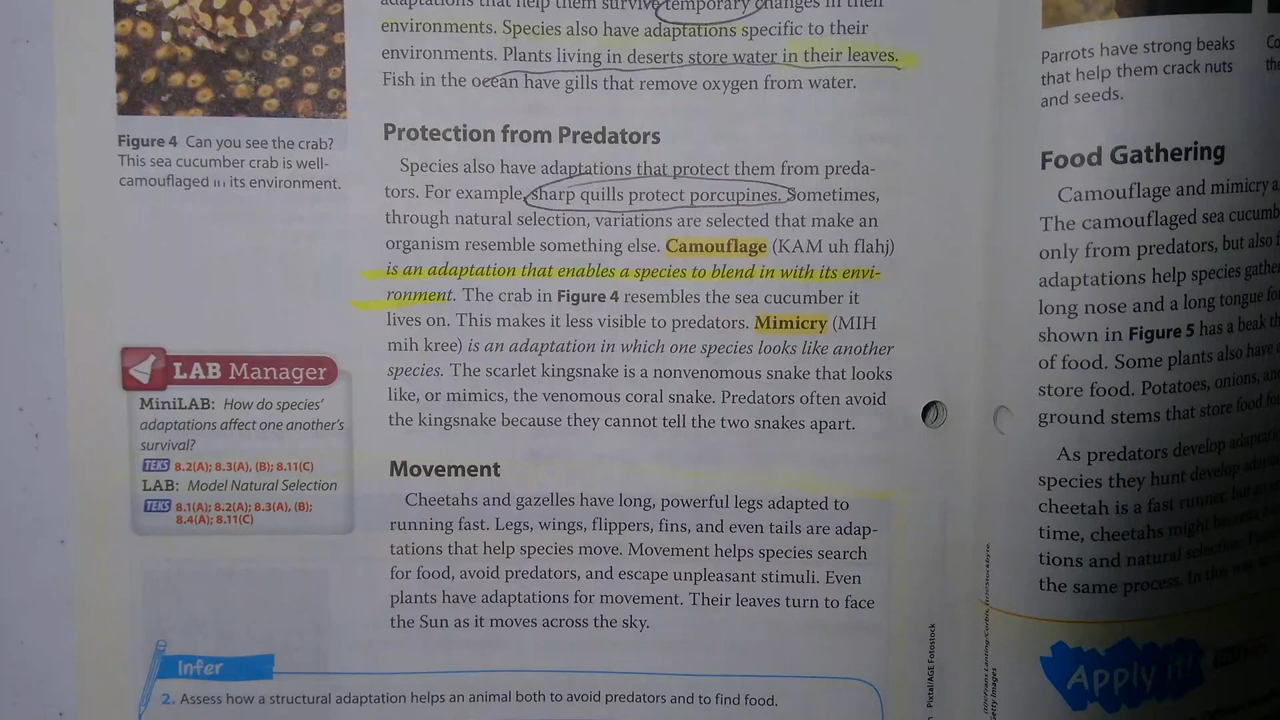 adaptations that help them survive temporary changes in their
environments. Species also have adaptations specific to their
environments. Plants living in deserts store water in their leaves.
Fish in the ocean have gills that remove oxygen from water.
Figure 4 Can you see the crab?
This sea cucumber crab is well-
camouflaged in its environment.
Protection from Predators
Species also have adaptations that protect them from preda-
tors. For example, sharp quills protect porcupines. Sometimes,
through natural selection, variations are selected that make an
organism resemble something else. Camouflage (KAM uh flahj)
is an adaptation that enables a species to blend in with its envi-
ronment. The crab in Figure 4 resembles the sea cucumber it
lives on. This makes it less visible to predators. Mimicry (MIH
mih kree) is an adaptation in which one species looks like another
species. The scarlet kingsnake is a nonvenomous snake that looks
like, or mimics, the venomous coral snake. Predators often avoid
the kingsnake because they cannot tell the two snakes apart.
LAB Manager
MiniLAB: How do species'
adaptations affect one another's
survival?
TEKS 8.2(A); 8.3(A), (B); 8.11(C)
LAB: Model Natural Selection
TEKS 8.1(A); 8.2(A); 8.3(A), (B);
8.4(A); 8.11(C)
Movement
Cheetahs and gazelles have long, powerful legs adapted to
running fast. Legs, wings, flippers, fins, and even tails are adap-
tations that help species move. Movement helps species search
for food, avoid predators, and escape unpleasant stimuli. Even
plants have adaptations for movement. Their leaves turn to face
the Sun as it moves across the sky.
Infer
2. Assess how a structural adaptation helps an animal both to avoid predators and to find food.
Pixtal/AGE Fotostock
Parrots have strong beaks
that help them crack nuts
and seeds.
Food Gathering
Camouflage and mimicry
The camouflaged sea
only from predators, but also
adaptations help species
long nose and a long tongue
shown in Figure 5 has a beak
of food. Some plants also have
store food. Potatoes, onions,
ground stems that store food
As predators develop
species they hunt develop
cheetah is a fast runner, but
time, cheetahs might
tions and natural selection.
the same process. In this
Apply it!